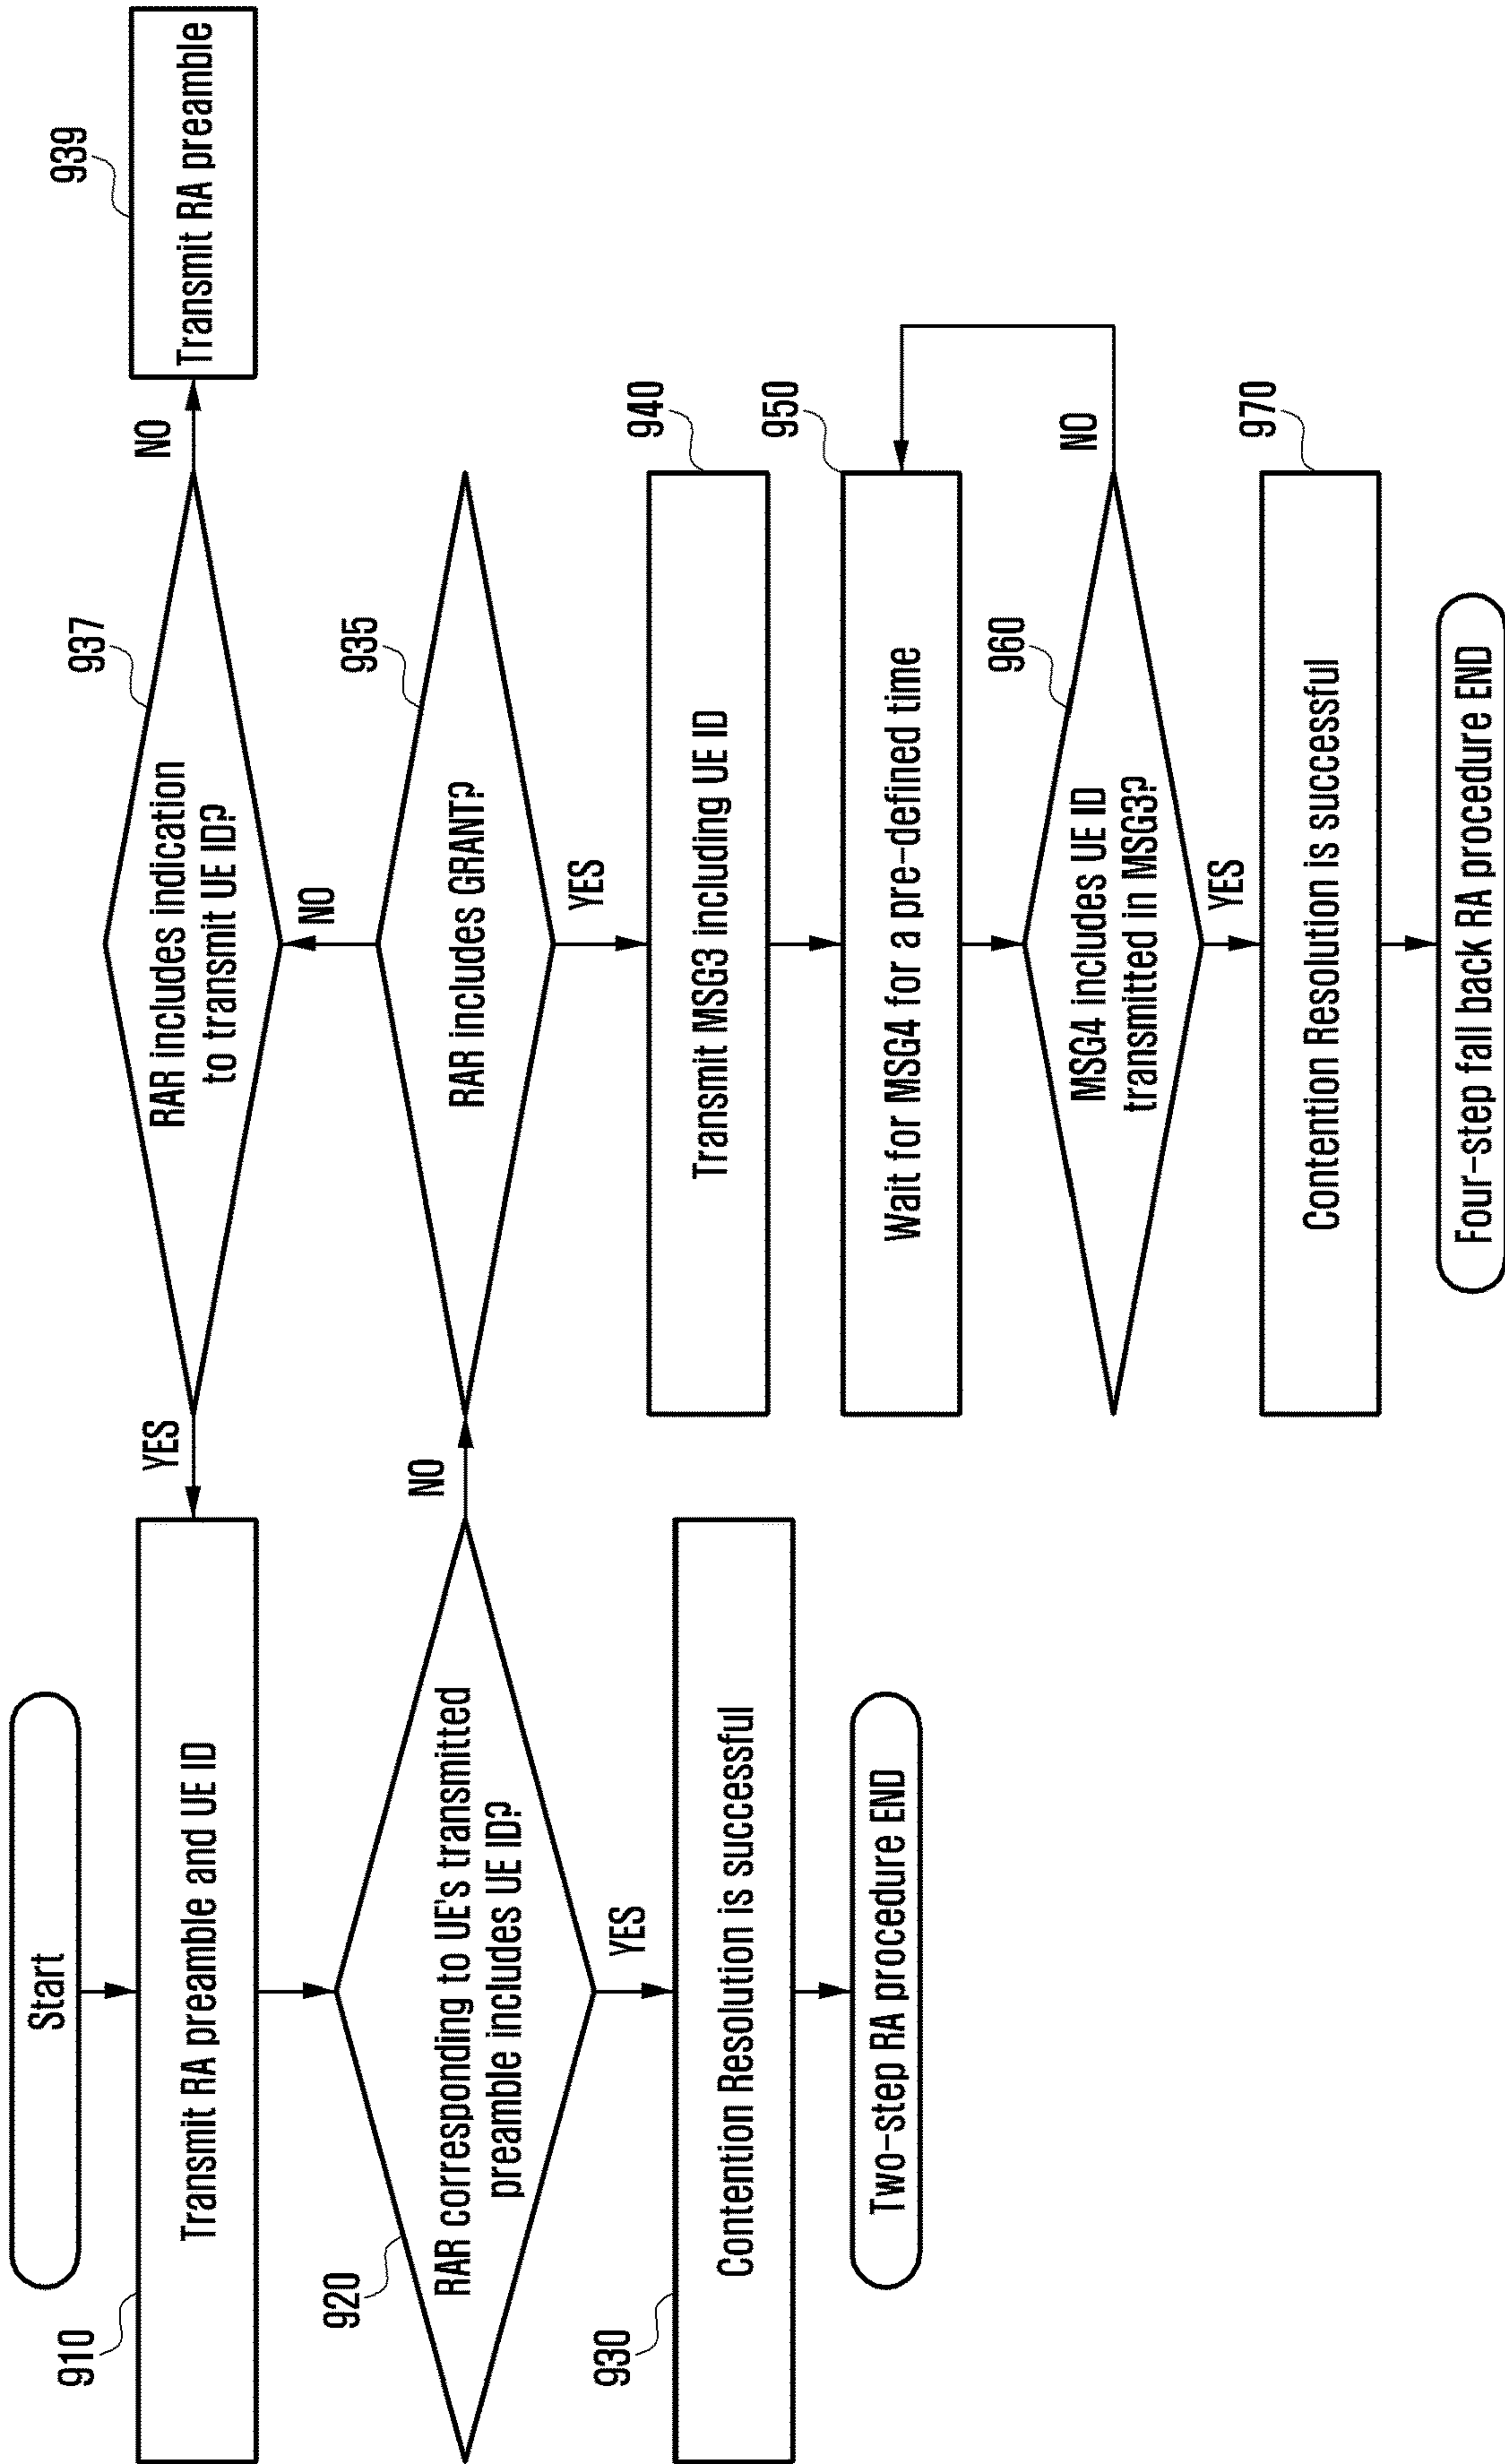 Start
910
Transmit RA preamble and UE ID
920
RAR corresponding to UE's transmitted
preamble includes UE ID?
YES
NO
930
Contention Resolution is successful
Two-step RA procedure END
937
RAR includes indication
to transmit UE ID?
YES
NO
939
Transmit RA preamble
935
RAR includes GRANT?
NO
YES
940
Transmit MSG3 including UE ID
950
Wait for MSG4 for a pre-defined time
960
MSG4 includes UE ID
transmitted in MSG3?
NO
YES
970
Contention Resolution is successful
Four-step fall back RA procedure END